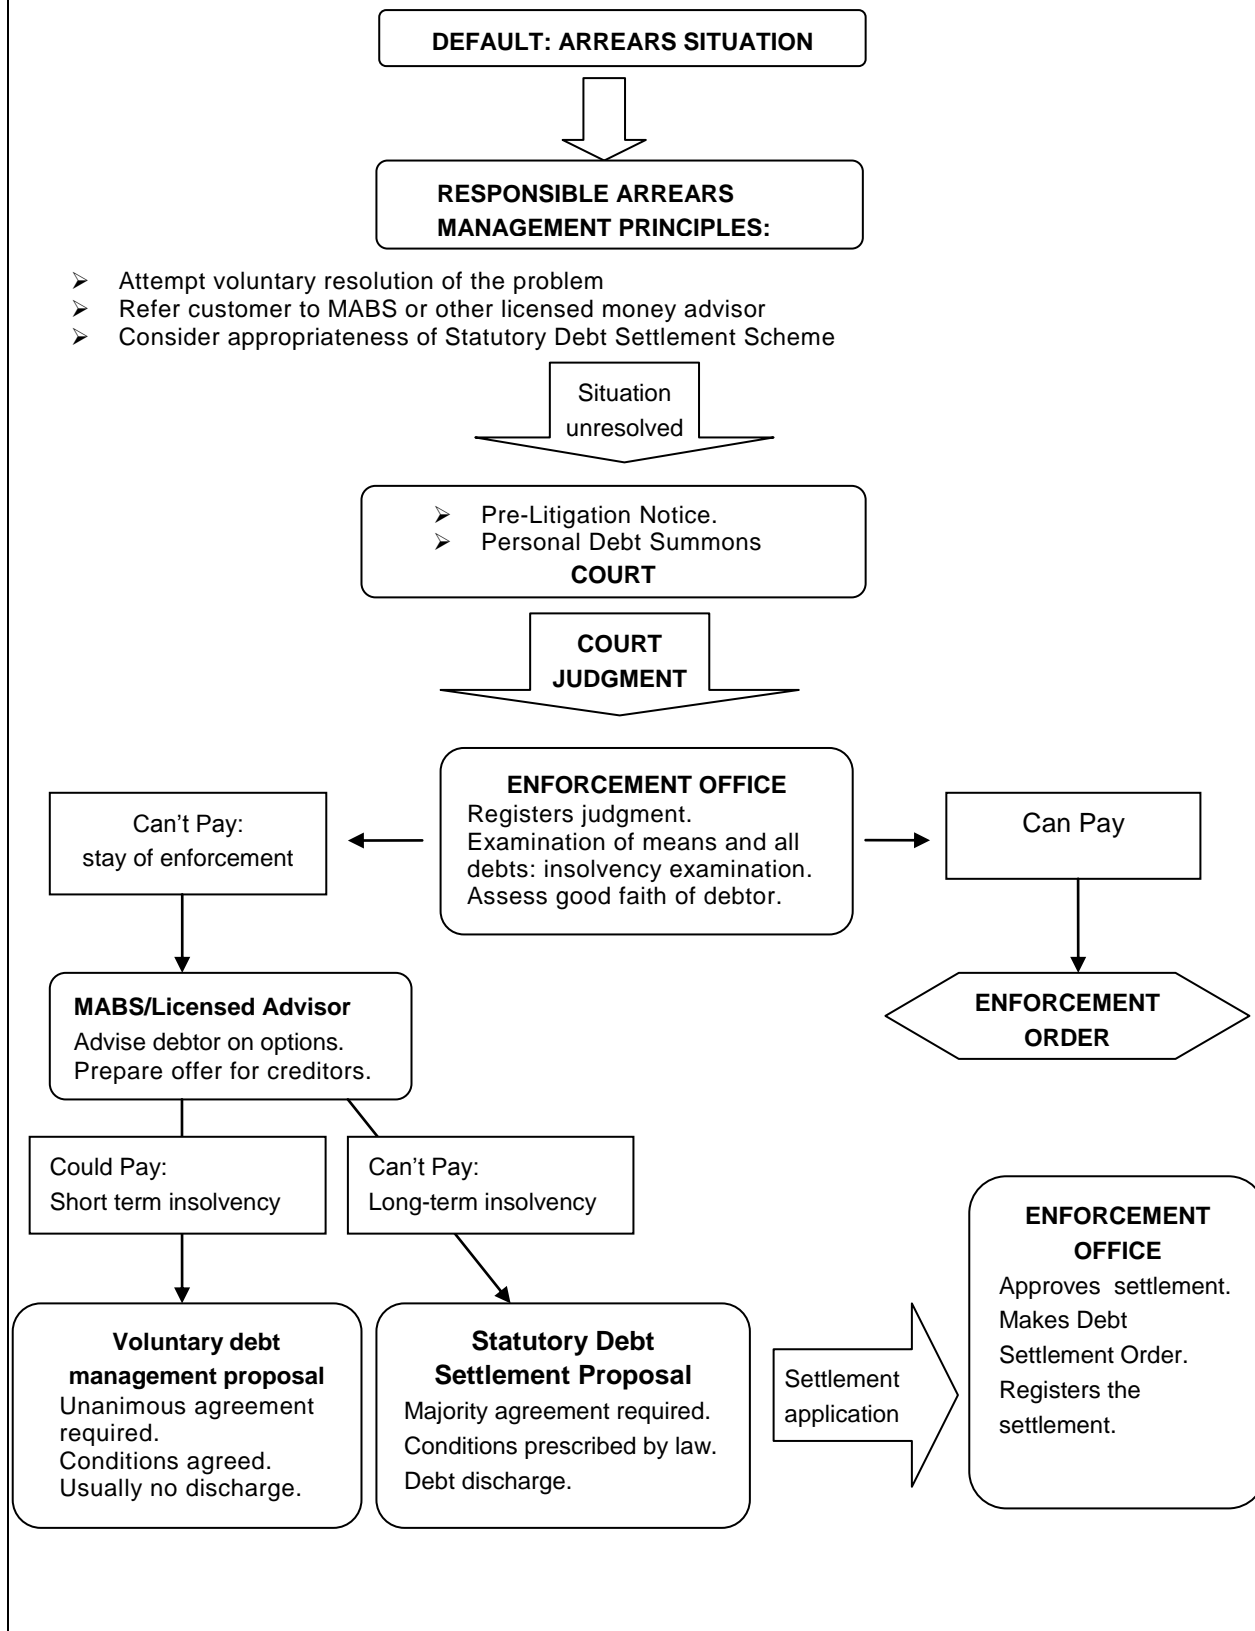 DEFAULT: ARREARS SITUATION
RESPONSIBLE ARREARS
MANAGEMENT PRINCIPLES:
➢ Attempt voluntary resolution of the problem
➢ Refer customer to MABS or other licensed money advisor
➢ Consider appropriateness of Statutory Debt Settlement Scheme
Situation
unresolved
➢ Pre-Litigation Notice.
➢ Personal Debt Summons
COURT
COURT
JUDGMENT
ENFORCEMENT OFFICE
Registers judgment.
Examination of means and all
debts: insolvency examination.
Assess good faith of debtor.
Can’t Pay:
stay of enforcement
Can Pay
MABS/Licensed Advisor
Advise debtor on options.
Prepare offer for creditors.
ENFORCEMENT
ORDER
Could Pay:
Short term insolvency
Can’t Pay:
Long-term insolvency
Voluntary debt
management proposal
Unanimous agreement
required.
Conditions agreed.
Usually no discharge.
Statutory Debt
Settlement Proposal
Majority agreement required.
Conditions prescribed by law.
Debt discharge.
Settlement
application
ENFORCEMENT
OFFICE
Approves settlement.
Makes Debt
Settlement Order.
Registers the
settlement.